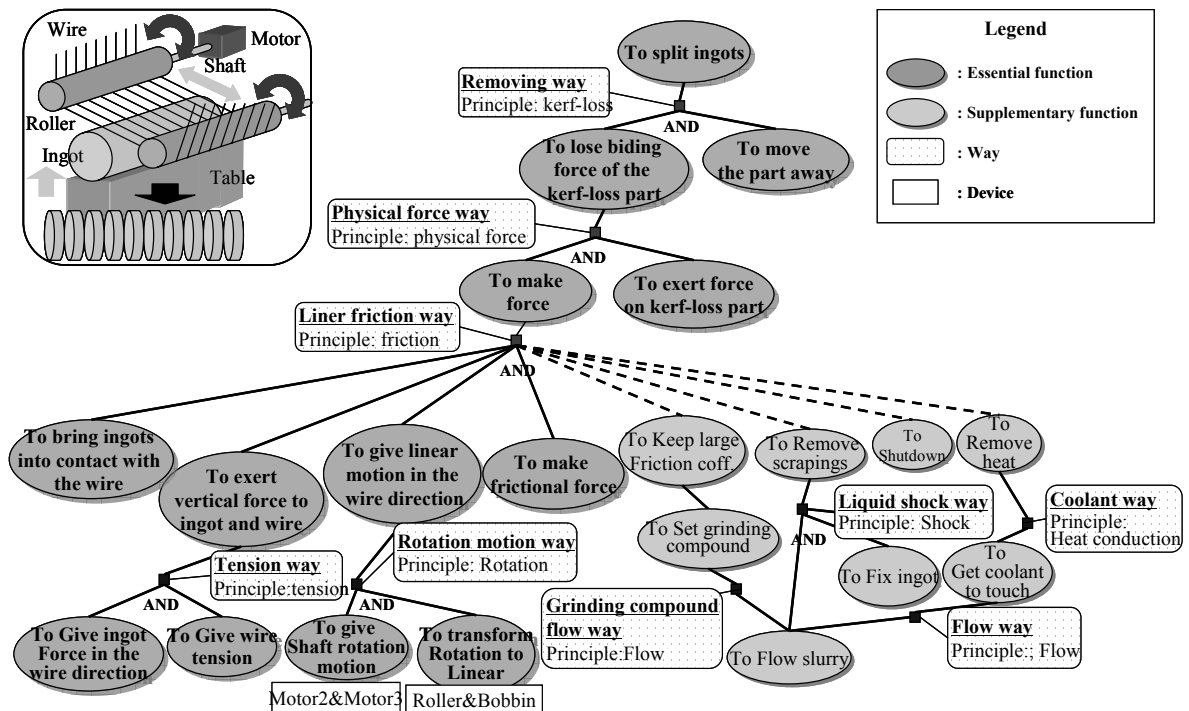 Wire
Motor
Shaft
Roller
Ingot
Table
Legend
: Essential function
: Supplementary function
: Way
: Device
To split ingots
Removing way
Principle: kerf-loss
AND
To lose biding
force of the
kerf-loss part
To move
the part away
Physical force way
Principle: physical force
AND
To make
force
To exert force
on kerf-loss part
Liner friction way
Principle: friction
AND
To bring ingots
into contact with
the wire
To exert
vertical force to
ingot and wire
To give linear
motion in the
wire direction
To make
frictional force
To Keep large
Friction coff.
To Remove
scrapings
To
Shutdown
To
Remove
heat
Tension way
Principle:tension
AND
Rotation motion way
Principle: Rotation
AND
To Set grinding
compound
Liquid shock way
Principle: Shock
AND
Coolant way
Principle:
Heat conduction
To Fix ingot
To
Get coolant
to touch
To Give ingot
Force in the
wire direction
To Give wire
tension
To give
Shaft rotation
motion
To transform
Rotation to
Linear
Grinding compound
flow way
Principle:Flow
To Flow slurry
Flow way
Principle:; Flow
Motor2&Motor3
Roller&Bobbin